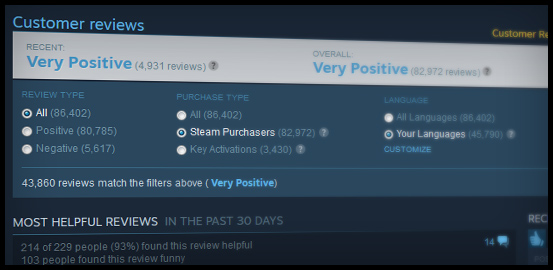 Customer reviews
Customer Re
RECENT:
Very Positive (4,931 reviews) ?
OVERALL:
Very Positive (82,972 reviews) ?
REVIEW TYPE
All (86,402)
Positive (80,785)
Negative (5,617)
PURCHASE TYPE
All (86,402)
Steam Purchasers (82,972) ?
Key Activations (3,430) ?
LANGUAGE
All Languages (86,402)
Your Languages (45,790) ?
CUSTOMIZE
43,860 reviews match the filters above ( Very Positive)
MOST HELPFUL REVIEWS IN THE PAST 30 DAYS
REC
214 of 229 people (93%) found this review helpful
14
103 people found this review funny